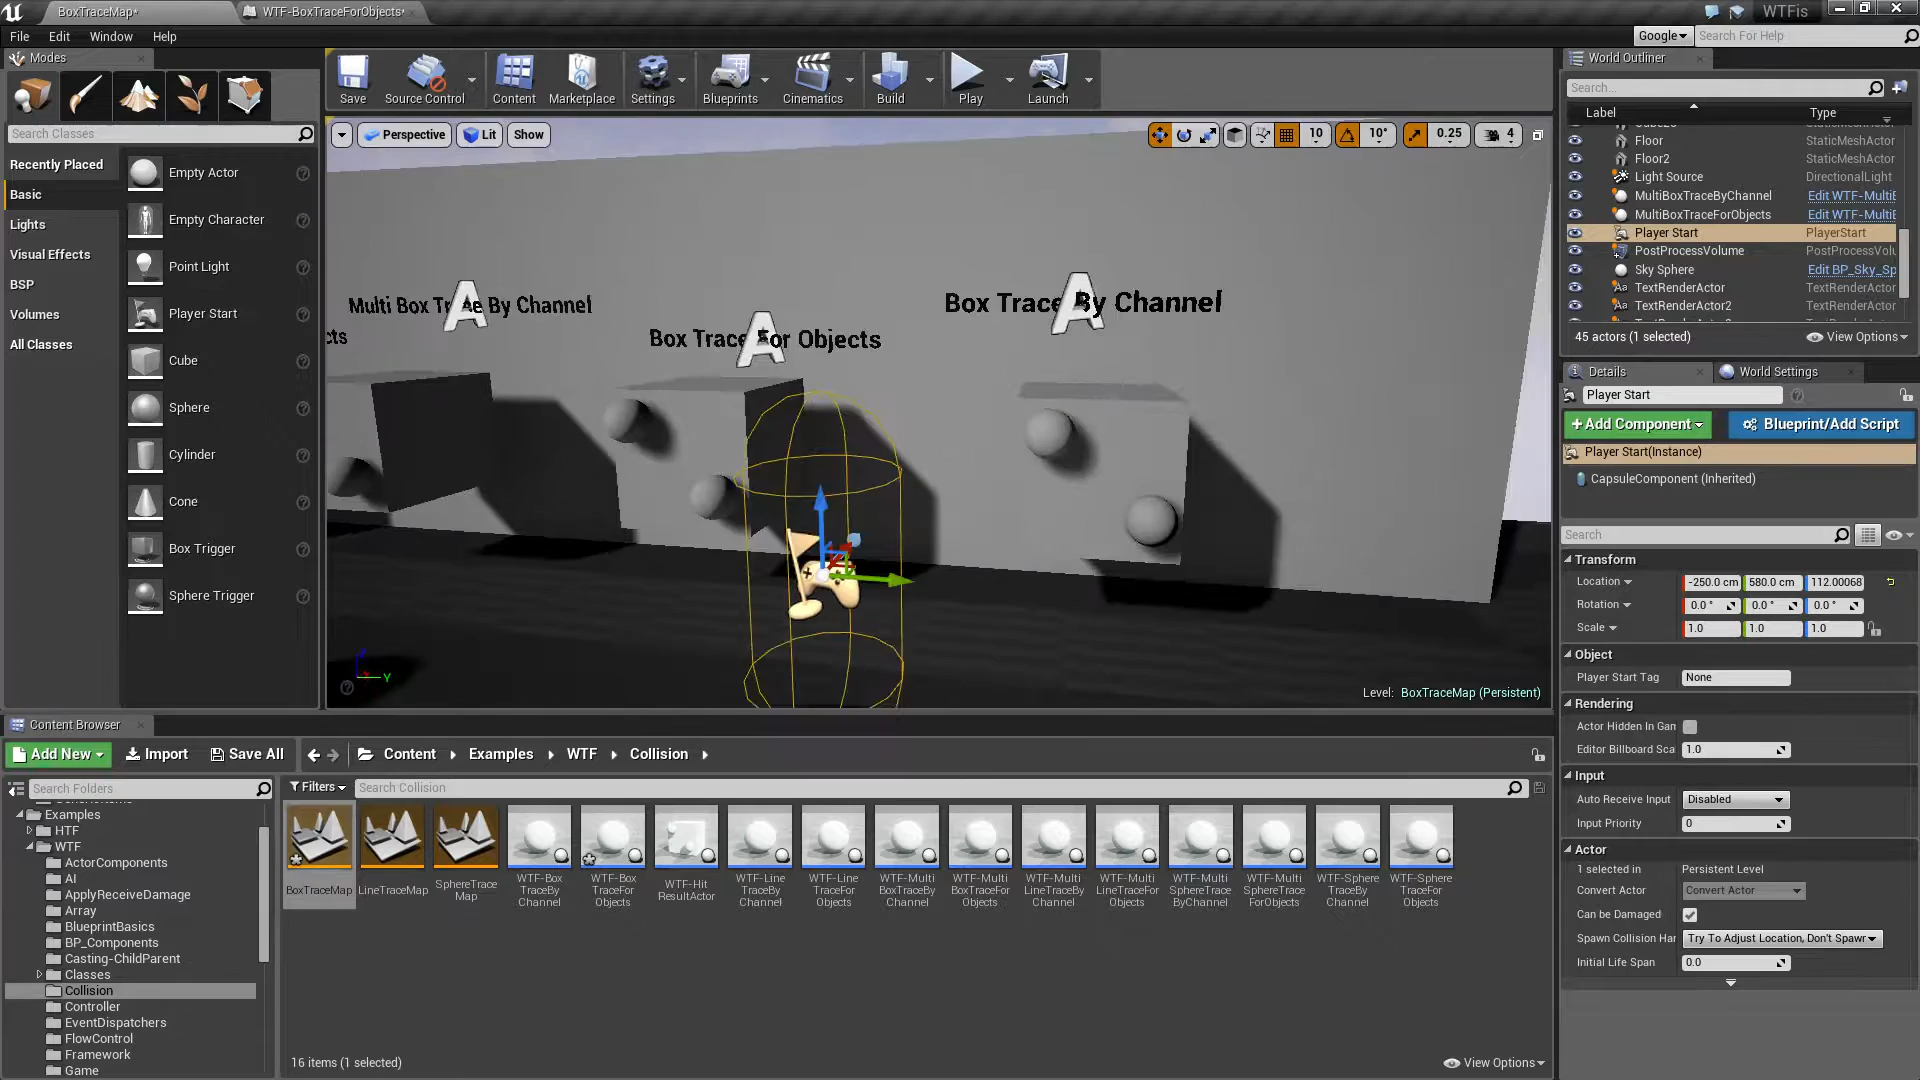 BoxTraceMap*
WTF-BoxTraceForObjects*
WTFis
File
Edit
Window
Help
Google
Search For Help
Modes
Search Classes
Recently Placed
Basic
Lights
Visual Effects
BSP
Volumes
All Classes
Empty Actor
Empty Character
Point Light
Player Start
Cube
Sphere
Cylinder
Cone
Box Trigger
Sphere Trigger
Save
Source Control
Content
Marketplace
Settings
Blueprints
Cinematics
Build
Play
Launch
Perspective
Lit
Show
10
10°
0.25
4
Multi Box Trace By Channel
cts
Box Trace For Objects
Box Trace By Channel
Y
Level: BoxTraceMap (Persistent)
World Outliner
Search...
Label
Type
StaticMeshActor
Floor
StaticMeshActor
Floor2
StaticMeshActor
Light Source
DirectionalLight
MultiBoxTraceByChannel
Edit WTF-MultiB
MultiBoxTraceForObjects
Edit WTF-MultiB
Player Start
PlayerStart
PostProcessVolume
PostProcessVolu
Sky Sphere
Edit BP_Sky_Sp
TextRenderActor
TextRenderActor
TextRenderActor2
TextRenderActor
45 actors (1 selected)
View Options
Details
World Settings
Player Start
+Add Component
Blueprint/Add Script
Player Start(Instance)
CapsuleComponent (Inherited)
Search
Transform
Location
-250.0 cm
580.0 cm
112.00068
Rotation
0.0 °
0.0 °
0.0 °
Scale
1.0
1.0
1.0
Object
Player Start Tag
None
Rendering
Actor Hidden In Gam
Editor Billboard Sca
1.0
Input
Auto Receive Input
Disabled
Input Priority
0
Actor
1 selected in
Persistent Level
Convert Actor
Convert Actor
Can be Damaged
Spawn Collision Har
Try To Adjust Location, Don't Spawr
Initial Life Span
0.0
Content Browser
Add New
Import
Save All
Content
Examples
WTF
Collision
Search Folders
Examples
HTF
WTF
ActorComponents
AI
ApplyReceiveDamage
Array
BlueprintBasics
BP_Components
Casting-ChildParent
Classes
Collision
Controller
EventDispatchers
FlowControl
Framework
Game
Filters
Search Collision
BoxTraceMap
LineTraceMap
SphereTrace
Map
WTF-Box
TraceBy
Channel
WTF-Box
TraceFor
Objects
WTF-Hit
ResultActor
WTF-Line
TraceBy
Channel
WTF-Line
TraceFor
Objects
WTF-Multi
BoxTraceBy
Channel
WTF-Multi
BoxTraceFor
Objects
WTF-Multi
LineTraceBy
Channel
WTF-Multi
LineTraceFor
Objects
WTF-Multi
SphereTrace
ByChannel
WTF-Multi
SphereTrace
ForObjects
WTF-Sphere
TraceBy
Channel
WTF-Sphere
TraceFor
Objects
16 items (1 selected)
View Options